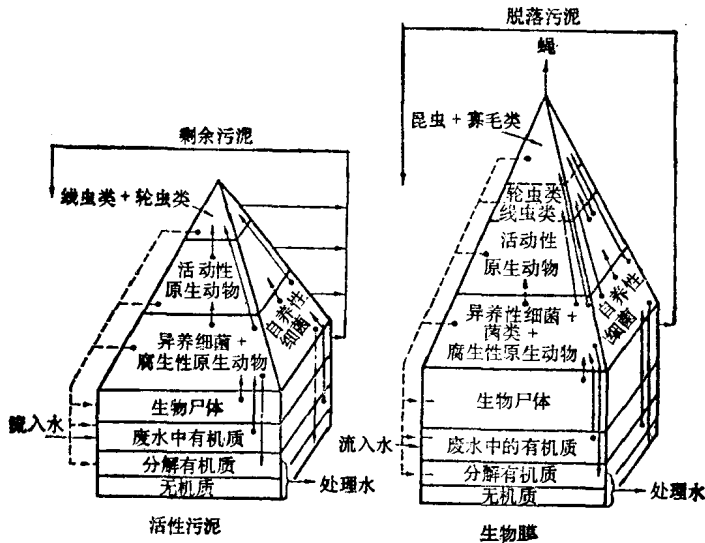 剩余污泥
线虫类 + 轮虫类
活动性
原生动物
异养细菌 +
腐生性原生动物
自养性
细菌
生物尸体
流入水
废水中有机质
分解有机质
无机质
处理水
活性污泥
脱落污泥
蝇
昆虫 + 寡毛类
轮虫类
线虫类
活动性
原生动物
异养性细菌 +
菌类 +
腐生性原生动物
自养性
细菌
生物尸体
流入水
废水中的有机质
分解有机质
无机质
处理水
生物膜